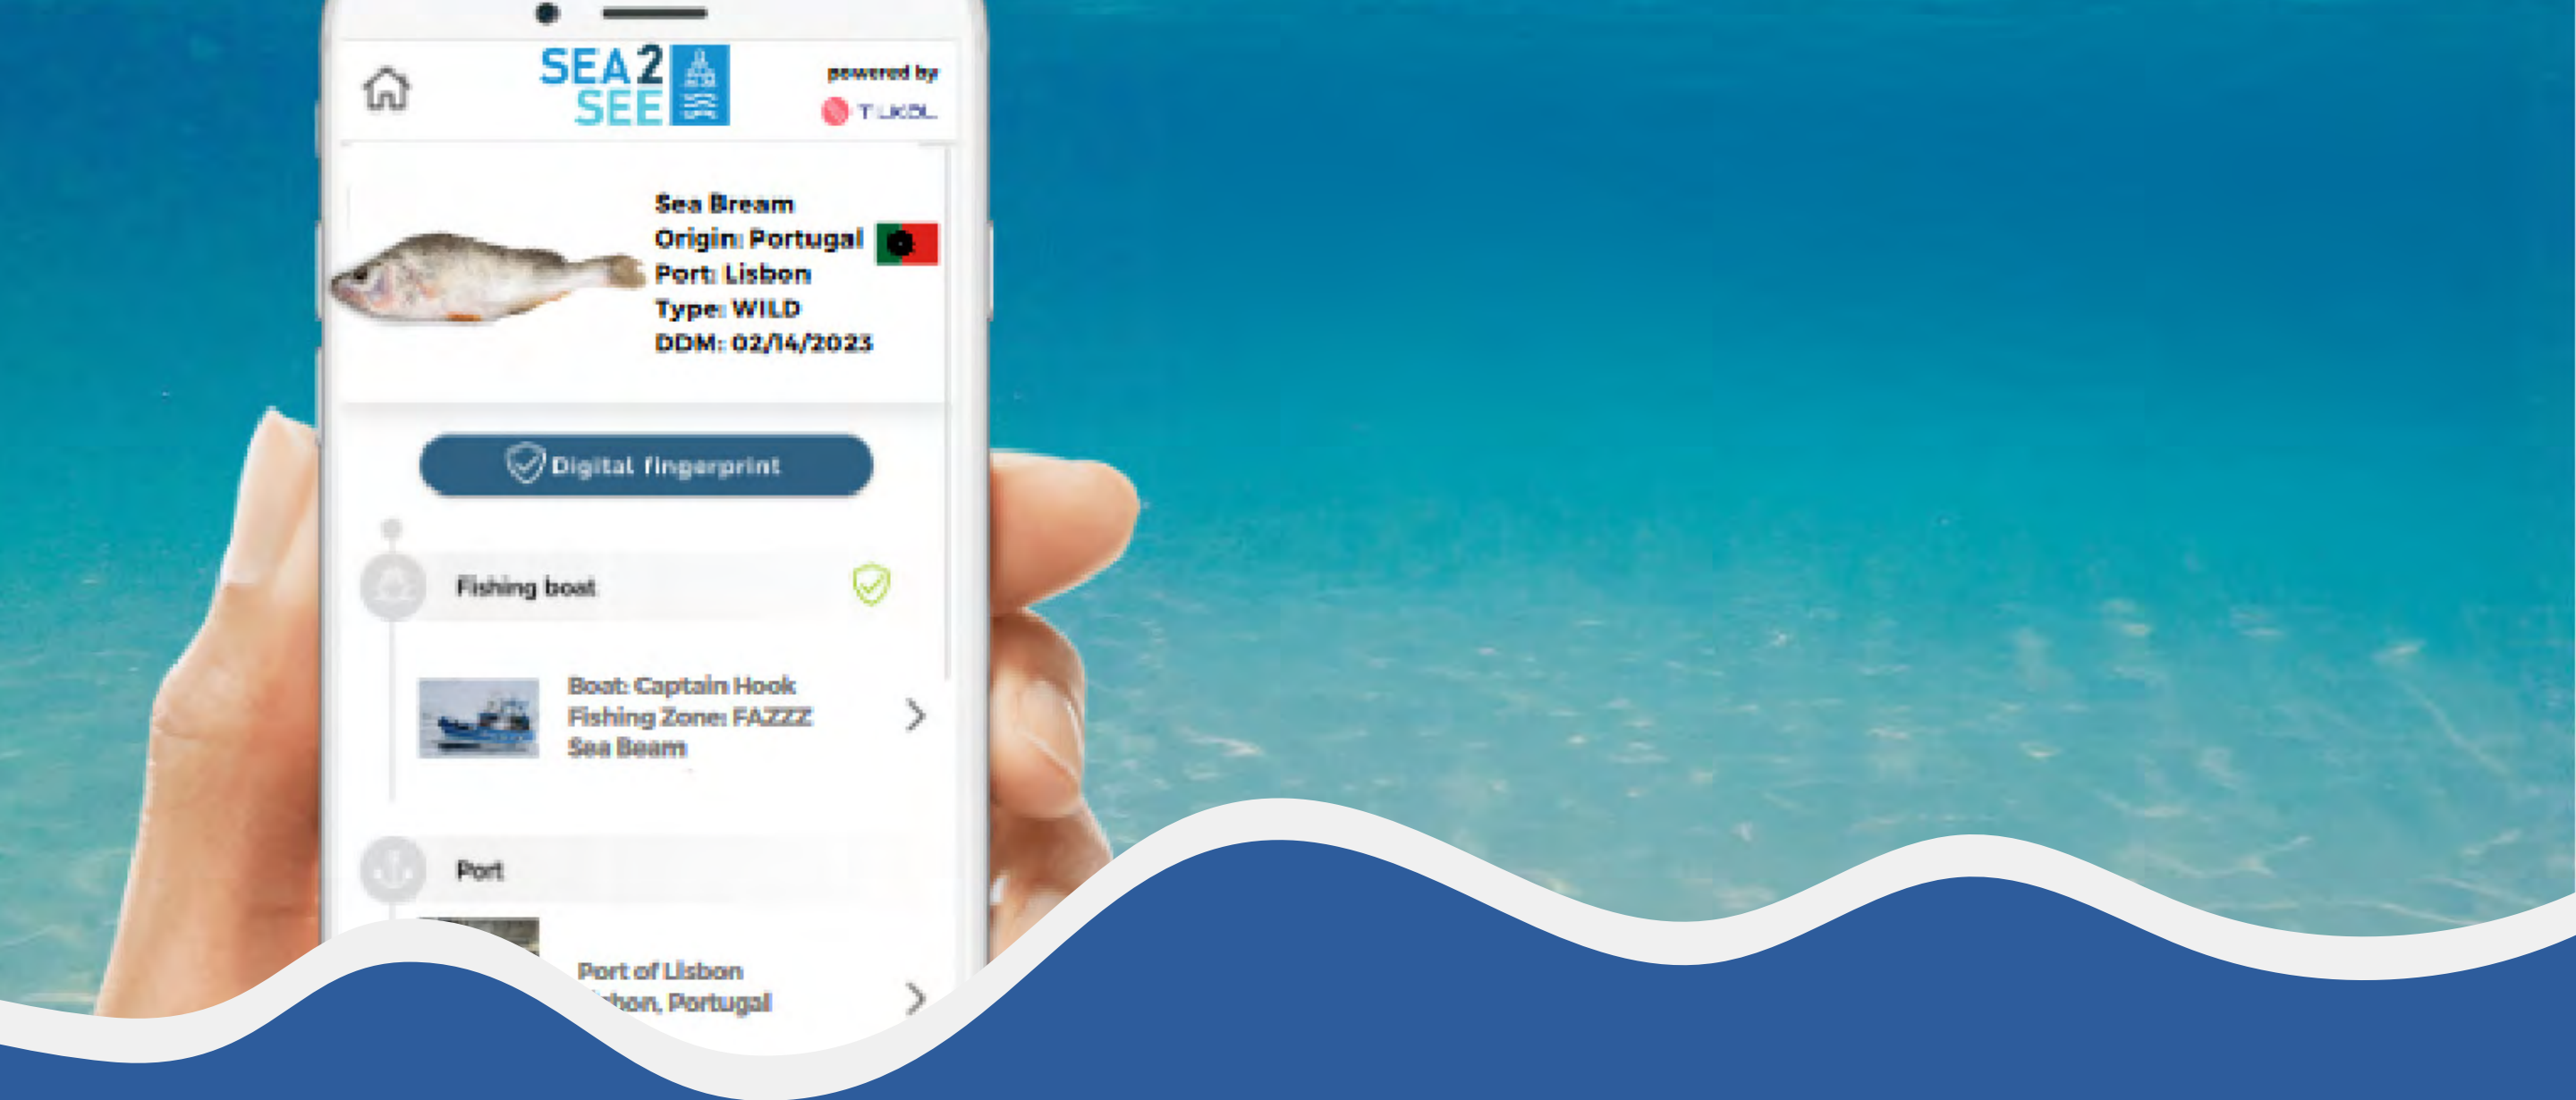 SEA2
SEE
powered by
Sea Bream
Origin: Portugal
Port: Lisbon
Type: WILD
DDM: 02/14/2023
Digital fingerprint
Fishing boat
Boat: Captain Hook
Fishing Zone: FAZZZ
Sea Beam
Port
Port of Lisbon
Portugal